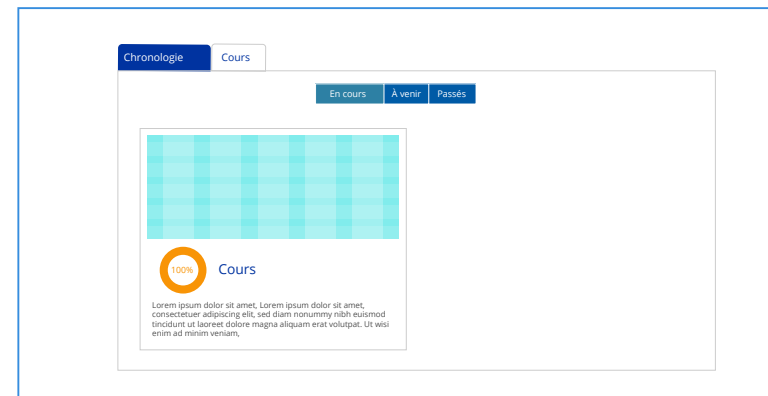 Chronologie Cours
En cours À venir Passés
100% Cours
Lorem ipsum dolor sit amet, Lorem ipsum dolor sit amet,
consectetuer adipiscing elit, sed diam nonummy nibh euismod
tincidunt ut laoreet dolore magna aliquam erat volutpat. Ut wisi
enim ad minim veniam,